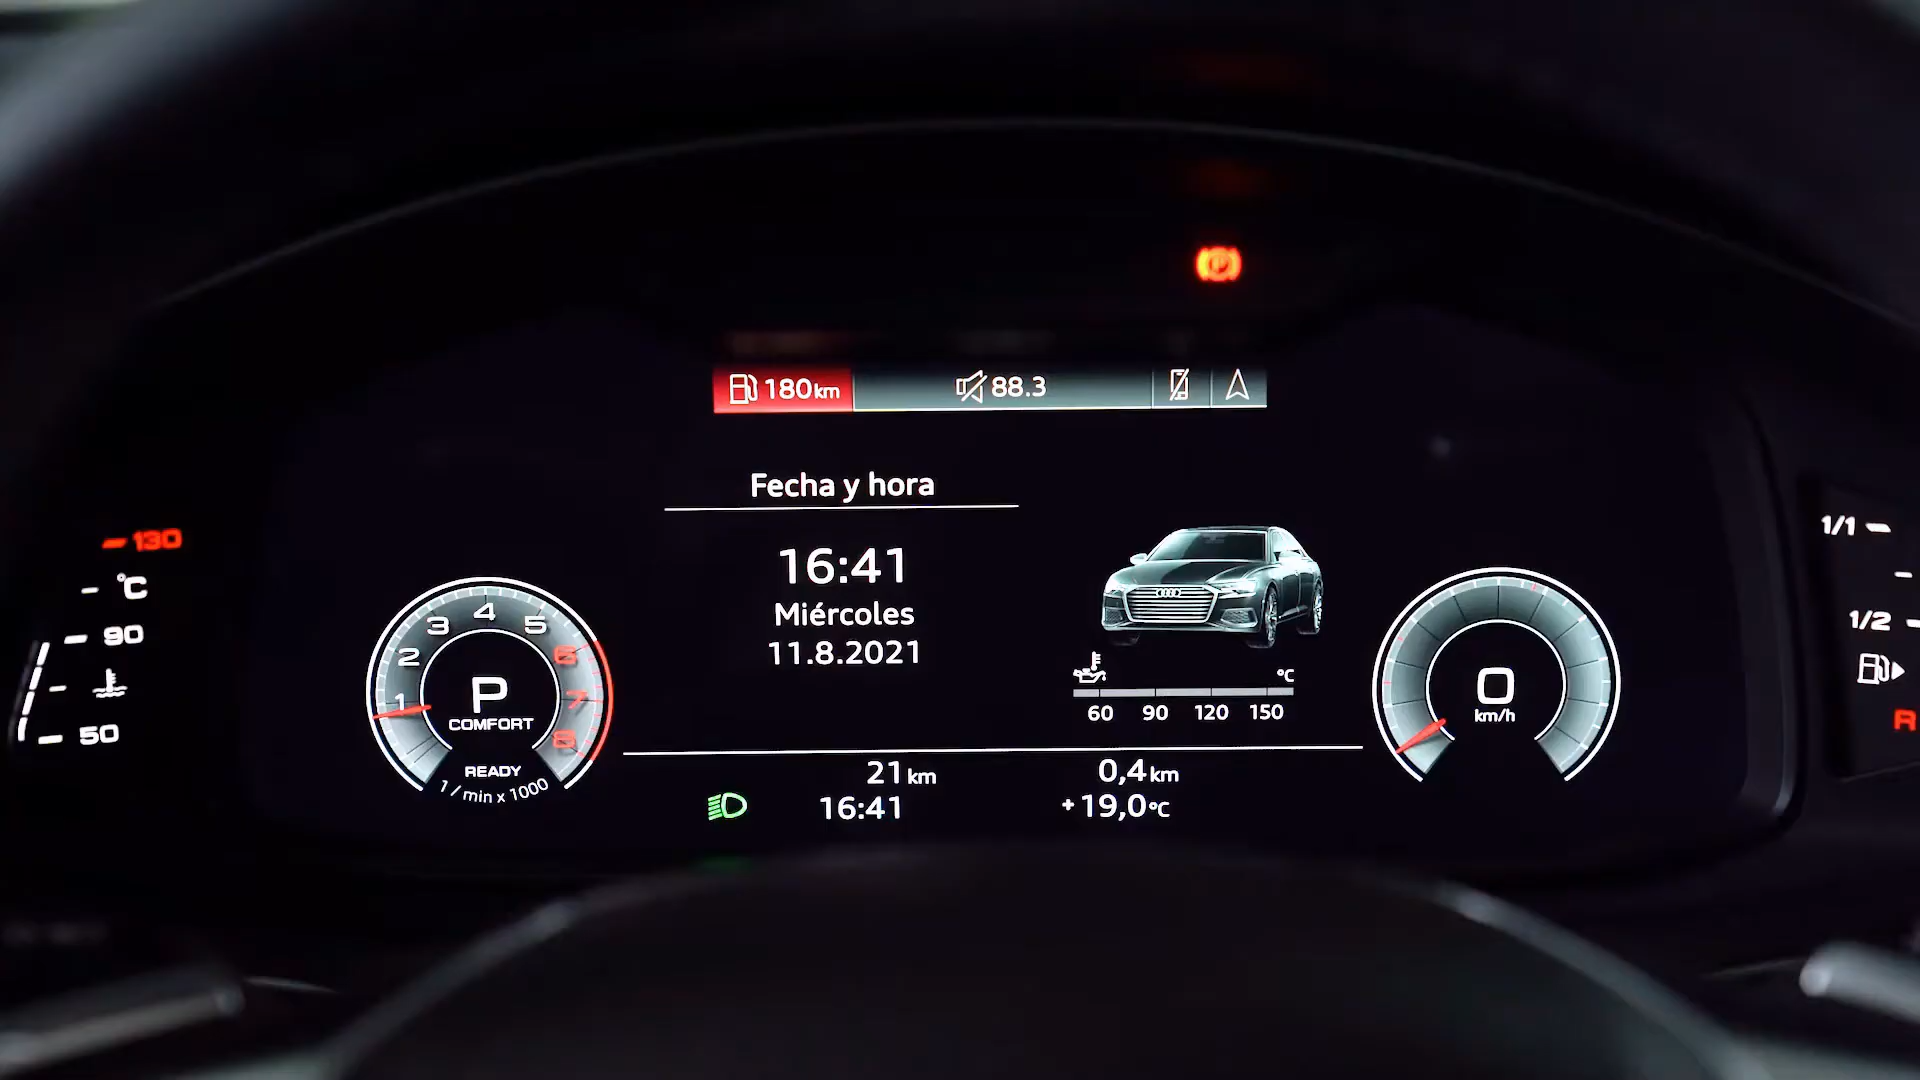 180 km
88.3
Fecha y hora
16:41
Miércoles
11.8.2021
°C
60 90 120 150
21 km
0,4 km
16:41
+19,0 °C
130
°C
90
50
1 2 3 4 5 6 7 8
P
COMFORT
READY
1 / min x 1000
0
km/h
1/1
1/2
R